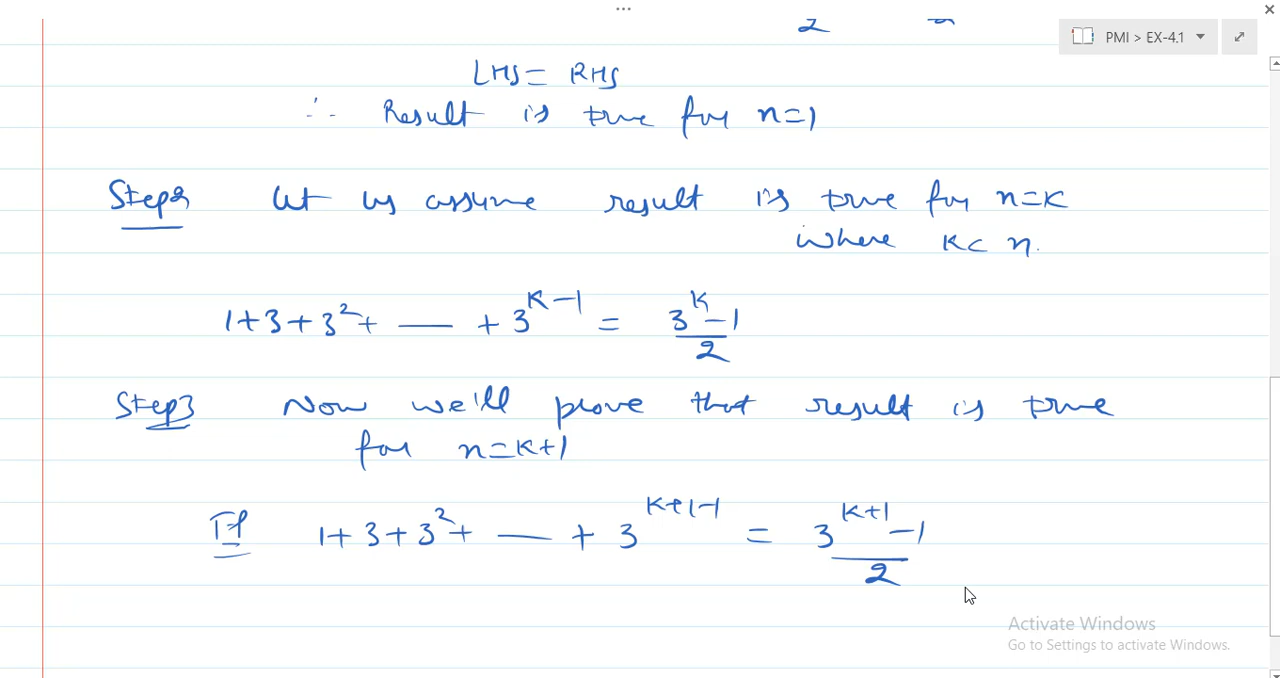 ...
PMI > EX-4.1
2 2
LHS = RHS
∴ Result is true for n=1
Step2 let us assume result is true for n=K
where K< n.
1+3+3²+ — +3^(K-1) = (3^K-1)/2
Step3 Now we'll prove that result is true
for n=K+1
1+3+3²+ — +3^(K+1-1) = (3^(K+1)-1)/2
Activate Windows
Go to Settings to activate Windows.